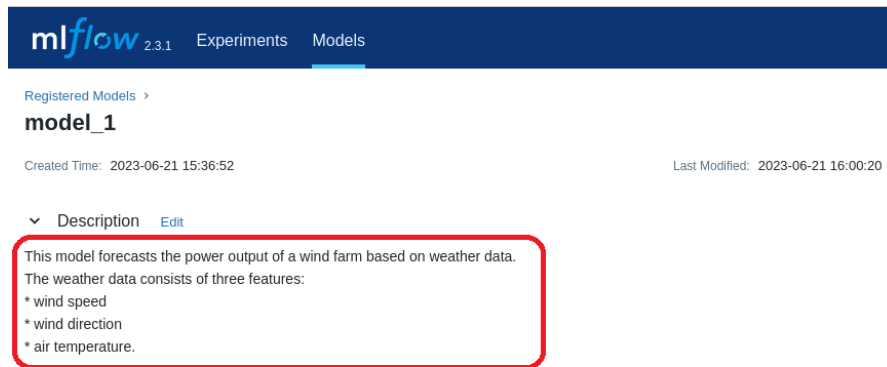 mlflow 2.3.1 Experiments Models
Registered Models >
model_1
Created Time: 2023-06-21 15:36:52 Last Modified: 2023-06-21 16:00:20
Description Edit
This model forecasts the power output of a wind farm based on weather data.
The weather data consists of three features:
* wind speed
* wind direction
* air temperature.